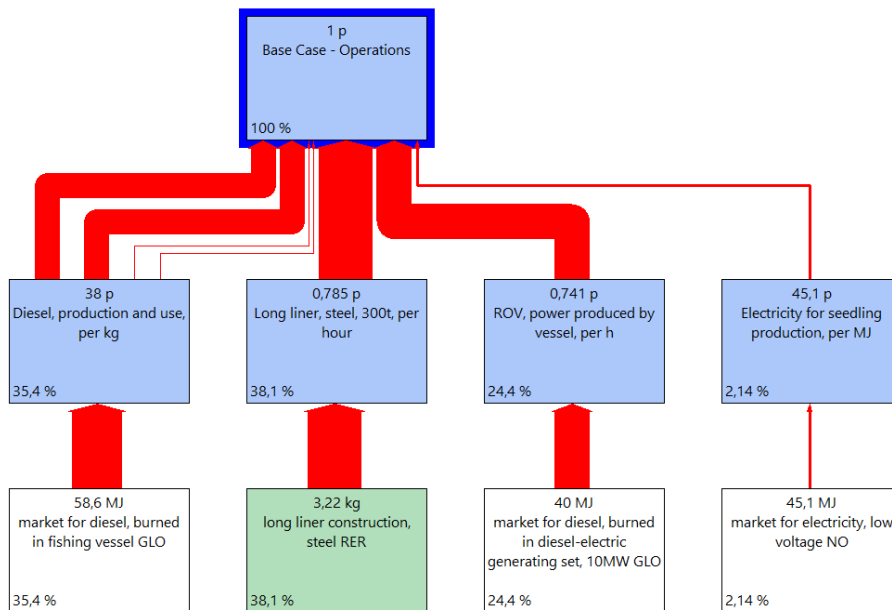 1 p
Base Case - Operations
100 %
38 p
Diesel, production and use,
per kg
35,4 %
0,785 p
Long liner, steel, 300t, per
hour
38,1 %
0,741 p
ROV, power produced by
vessel, per h
24,4 %
45,1 p
Electricity for seedling
production, per MJ
2,14 %
58,6 MJ
market for diesel, burned
in fishing vessel GLO
35,4 %
3,22 kg
long liner construction,
steel RER
38,1 %
40 MJ
market for diesel, burned
in diesel-electric
generating set, 10MW GLO
24,4 %
45,1 MJ
market for electricity, low
voltage NO
2,14 %